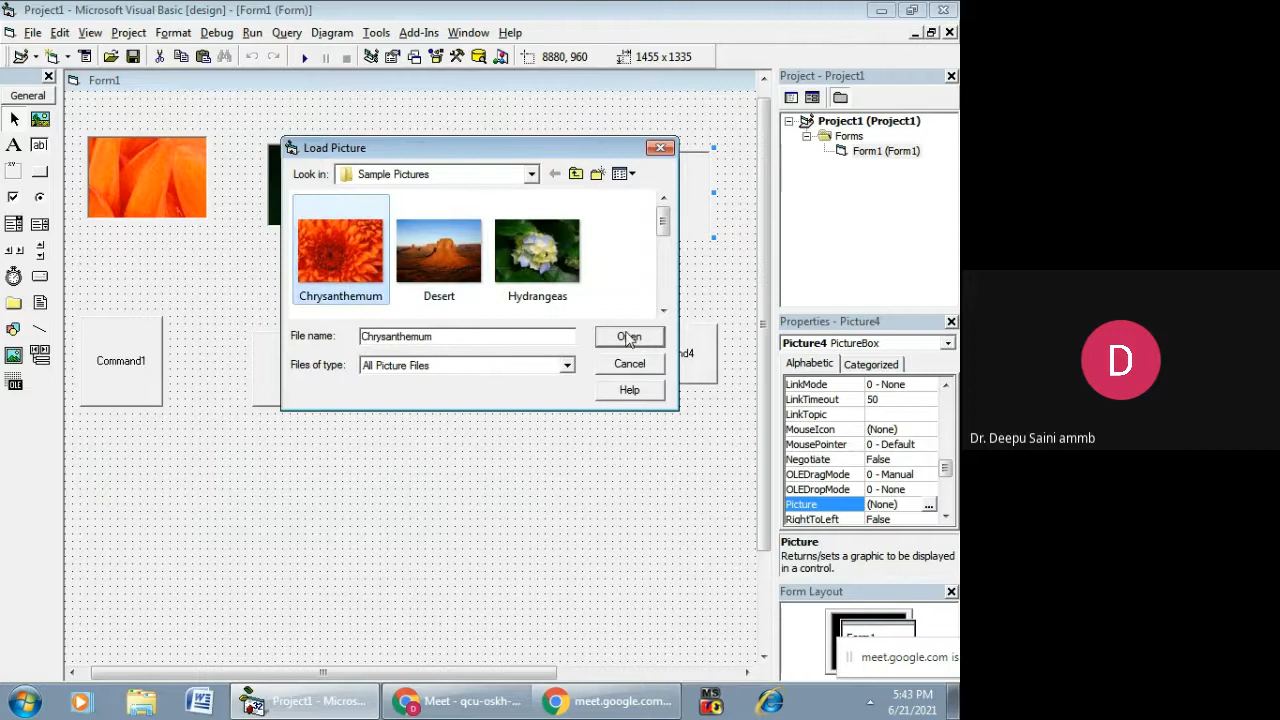 Project1 - Microsoft Visual Basic [design] - [Form1 (Form)]
File Edit View Project Format Debug Run Query Diagram Tools Add-Ins Window Help
8880, 960
1455 x 1335
General
A
ab
Form1
Command1
Load Picture
Look in:
Sample Pictures
Chrysanthemum
Desert
Hydrangeas
File name:
Chrysanthemum
Open
Files of type:
All Picture Files
Cancel
Help
nd4
Project - Project1
Project1 (Project1)
Forms
Form1 (Form1)
Properties - Picture4
Picture4 PictureBox
Alphabetic Categorized
LinkMode 0 - None
LinkTimeout 50
LinkTopic
MouseIcon (None)
MousePointer 0 - Default
Negotiate False
OLEDragMode 0 - Manual
OLEDropMode 0 - None
Picture (None) ...
RightToLeft False
Picture
Returns/sets a graphic to be displayed
in a control.
Form Layout
meet.google.com is
D
Dr. Deepu Saini ammb
Project1 - Micros...
Meet - qcu-oskh-...
meet.google.com...
5:43 PM
6/21/2021